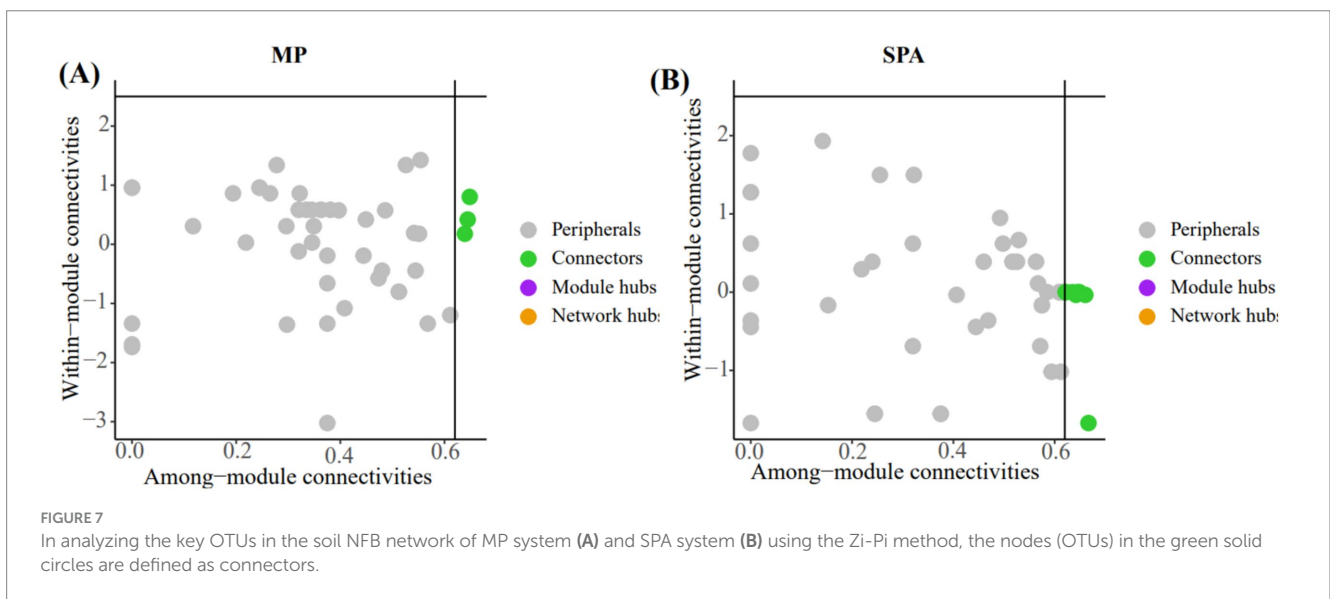 MP
(A)
Within−module connectivities
2
1
0
−1
−2
−3
0.0
0.2
0.4
0.6
Among−module connectivities
Peripherals
Connectors
Module hubs
Network hubs
SPA
(B)
Within−module connectivities
2
1
0
−1
0.0
0.2
0.4
0.6
Among−module connectivities
Peripherals
Connectors
Module hubs
Network hubs
FIGURE 7
In analyzing the key OTUs in the soil NFB network of MP system (A) and SPA system (B) using the Zi-Pi method, the nodes (OTUs) in the green solid
circles are defined as connectors.